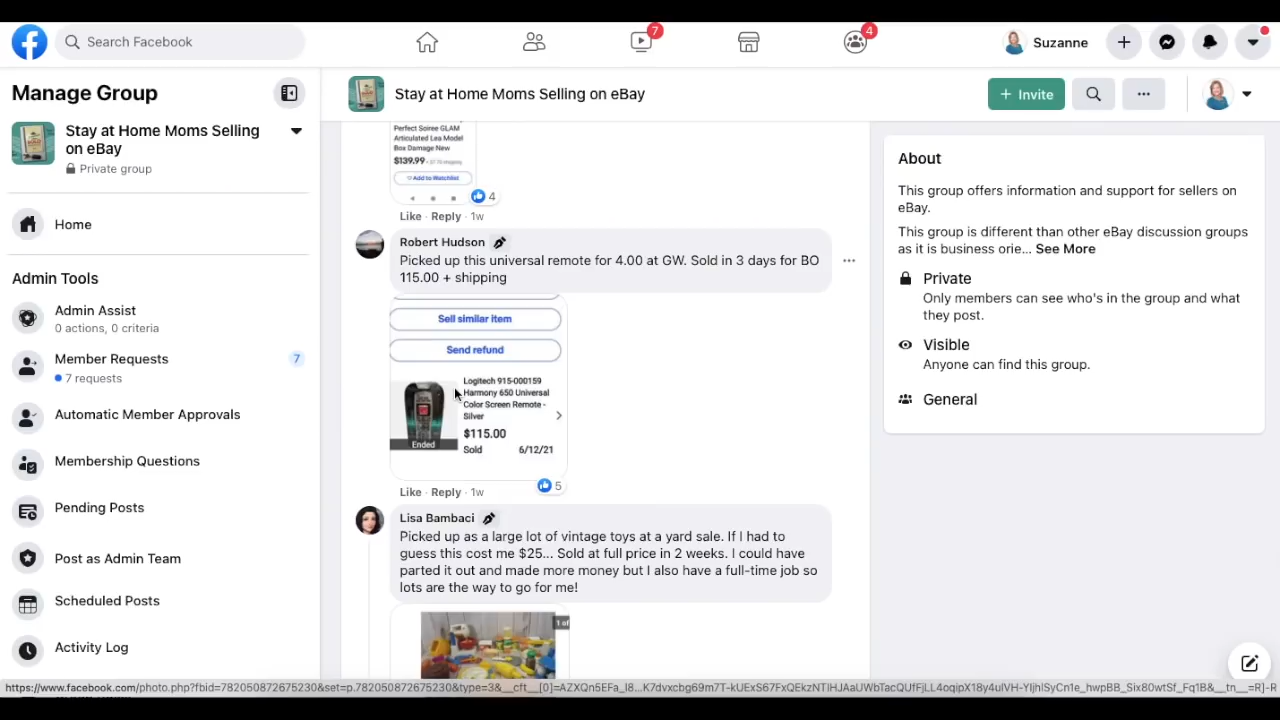 Search Facebook
7
4
Suzanne
Manage Group
Stay at Home Moms Selling on eBay
Invite
Stay at Home Moms Selling
on eBay
Private group
Home
Admin Tools
Admin Assist
0 actions, 0 criteria
Member Requests
7
7 requests
Automatic Member Approvals
Membership Questions
Pending Posts
Post as Admin Team
Scheduled Posts
Activity Log
Perfect Soiree GLAM
Articulated Lea Model
Box Damage New
$139.99
Add to Watchlist
4
Like · Reply · 1w
Robert Hudson
Picked up this universal remote for 4.00 at GW. Sold in 3 days for BO
115.00 + shipping
Sell similar item
Send refund
Logitech 915-000159
Harmony 650 Universal
Color Screen Remote -
Silver
$115.00
Ended
Sold 6/12/21
5
Like · Reply · 1w
Lisa Bambaci
Picked up as a large lot of vintage toys at a yard sale. If I had to
guess this cost me $25... Sold at full price in 2 weeks. I could have
parted it out and made more money but I also have a full-time job so
lots are the way to go for me!
1 of
About
This group offers information and support for sellers on
eBay.
This group is different than other eBay discussion groups
as it is business orie... See More
Private
Only members can see who's in the group and what
they post.
Visible
Anyone can find this group.
General